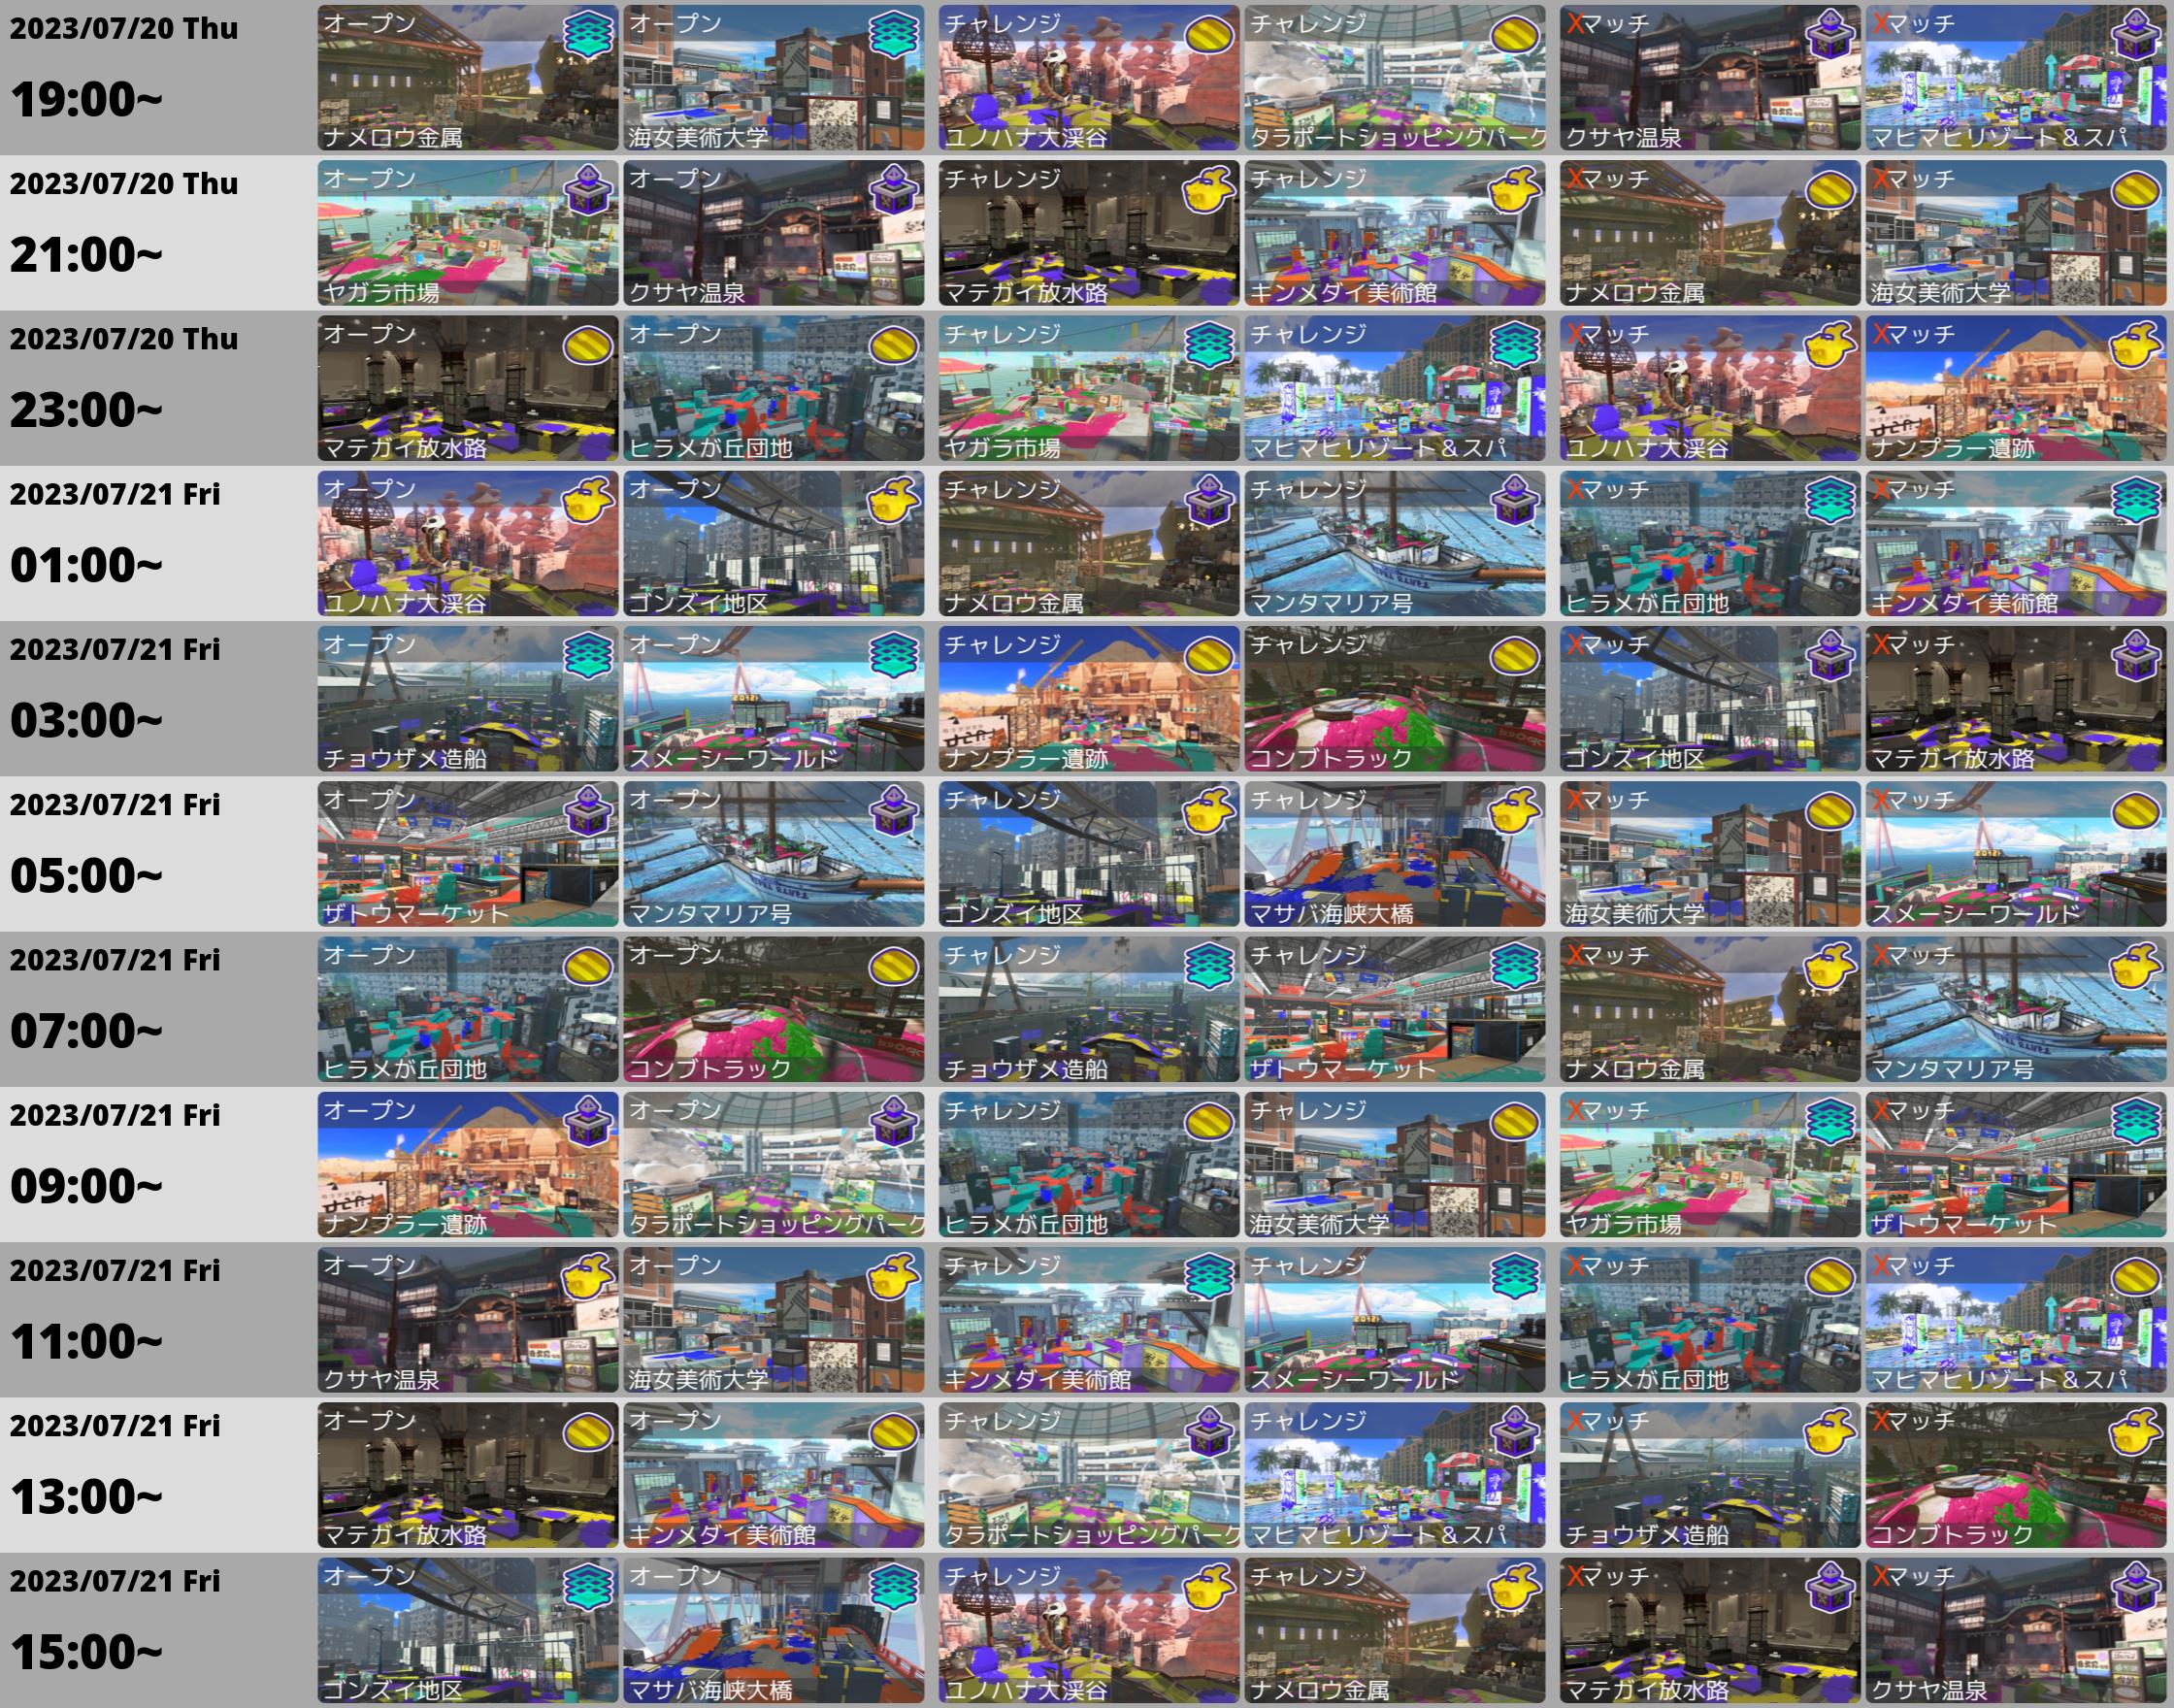 2023/07/20 Thu
19:00~
オープン
ナメロウ金属
オープン
海女美術大学
チャレンジ
ユノハナ大渓谷
チャレンジ
タラポートショッピングパーク
Xマッチ
クサヤ温泉
Xマッチ
マヒマヒリゾート＆スパ
2023/07/20 Thu
21:00~
オープン
ヤガラ市場
オープン
クサヤ温泉
チャレンジ
マテガイ放水路
チャレンジ
キンメダイ美術館
Xマッチ
ナメロウ金属
Xマッチ
海女美術大学
2023/07/20 Thu
23:00~
オープン
マテガイ放水路
オープン
ヒラメが丘団地
チャレンジ
ヤガラ市場
チャレンジ
マヒマヒリゾート＆スパ
Xマッチ
ユノハナ大渓谷
Xマッチ
ナンプラー遺跡
2023/07/21 Fri
01:00~
オープン
ユノハナ大渓谷
オープン
ゴンズイ地区
チャレンジ
ナメロウ金属
チャレンジ
マンタマリア号
Xマッチ
ヒラメが丘団地
Xマッチ
キンメダイ美術館
2023/07/21 Fri
03:00~
オープン
チョウザメ造船
オープン
スメーシーワールド
チャレンジ
ナンプラー遺跡
チャレンジ
コンブトラック
Xマッチ
ゴンズイ地区
Xマッチ
マテガイ放水路
2023/07/21 Fri
05:00~
オープン
ザトウマーケット
オープン
マンタマリア号
チャレンジ
ゴンズイ地区
チャレンジ
マサバ海峡大橋
Xマッチ
海女美術大学
Xマッチ
スメーシーワールド
2023/07/21 Fri
07:00~
オープン
ヒラメが丘団地
オープン
コンブトラック
チャレンジ
チョウザメ造船
チャレンジ
ザトウマーケット
Xマッチ
ナメロウ金属
Xマッチ
マンタマリア号
2023/07/21 Fri
09:00~
オープン
ナンプラー遺跡
オープン
タラポートショッピングパーク
チャレンジ
ヒラメが丘団地
チャレンジ
海女美術大学
Xマッチ
ヤガラ市場
Xマッチ
ザトウマーケット
2023/07/21 Fri
11:00~
オープン
クサヤ温泉
オープン
海女美術大学
チャレンジ
キンメダイ美術館
チャレンジ
スメーシーワールド
Xマッチ
ヒラメが丘団地
Xマッチ
マヒマヒリゾート＆スパ
2023/07/21 Fri
13:00~
オープン
マテガイ放水路
オープン
キンメダイ美術館
チャレンジ
タラポートショッピングパーク
チャレンジ
マヒマヒリゾート＆スパ
Xマッチ
チョウザメ造船
Xマッチ
コンブトラック
2023/07/21 Fri
15:00~
オープン
ゴンズイ地区
オープン
マサバ海峡大橋
チャレンジ
ユノハナ大渓谷
チャレンジ
ナメロウ金属
Xマッチ
マテガイ放水路
Xマッチ
クサヤ温泉